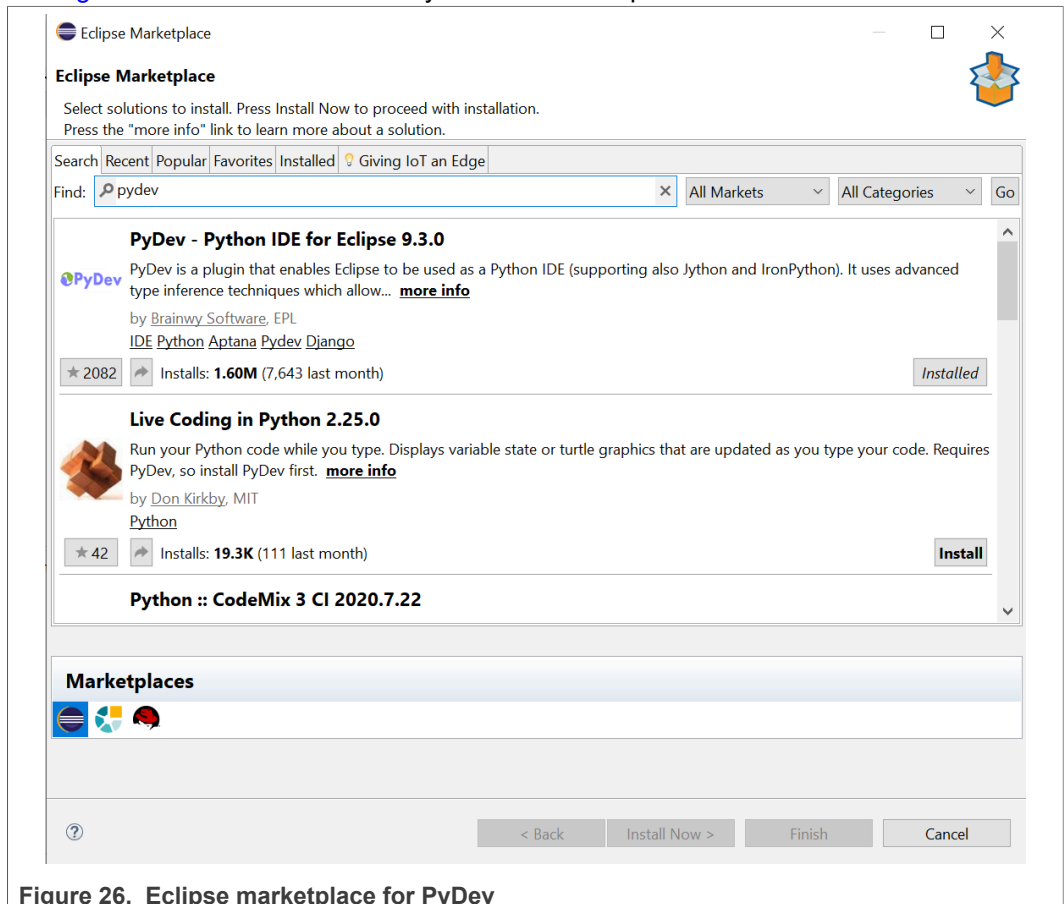 Eclipse Marketplace
Eclipse Marketplace
Select solutions to install. Press Install Now to proceed with installation.
Press the "more info" link to learn more about a solution.
Search Recent Popular Favorites Installed Giving IoT an Edge
Find: pydev All Markets All Categories Go
PyDev - Python IDE for Eclipse 9.3.0
PyDev
PyDev is a plugin that enables Eclipse to be used as a Python IDE (supporting also Jython and IronPython). It uses advanced
type inference techniques which allow... more info
by Brainwy Software, EPL
IDE Python Aptana Pydev Django
2082 Installs: 1.60M (7,643 last month) Installed
Live Coding in Python 2.25.0
Run your Python code while you type. Displays variable state or turtle graphics that are updated as you type your code. Requires
PyDev, so install PyDev first. more info
by Don Kirkby, MIT
Python
42 Installs: 19.3K (111 last month) Install
Python :: CodeMix 3 CI 2020.7.22
Marketplaces
? < Back Install Now > Finish Cancel
Figure 26. Eclipse marketplace for PyDev